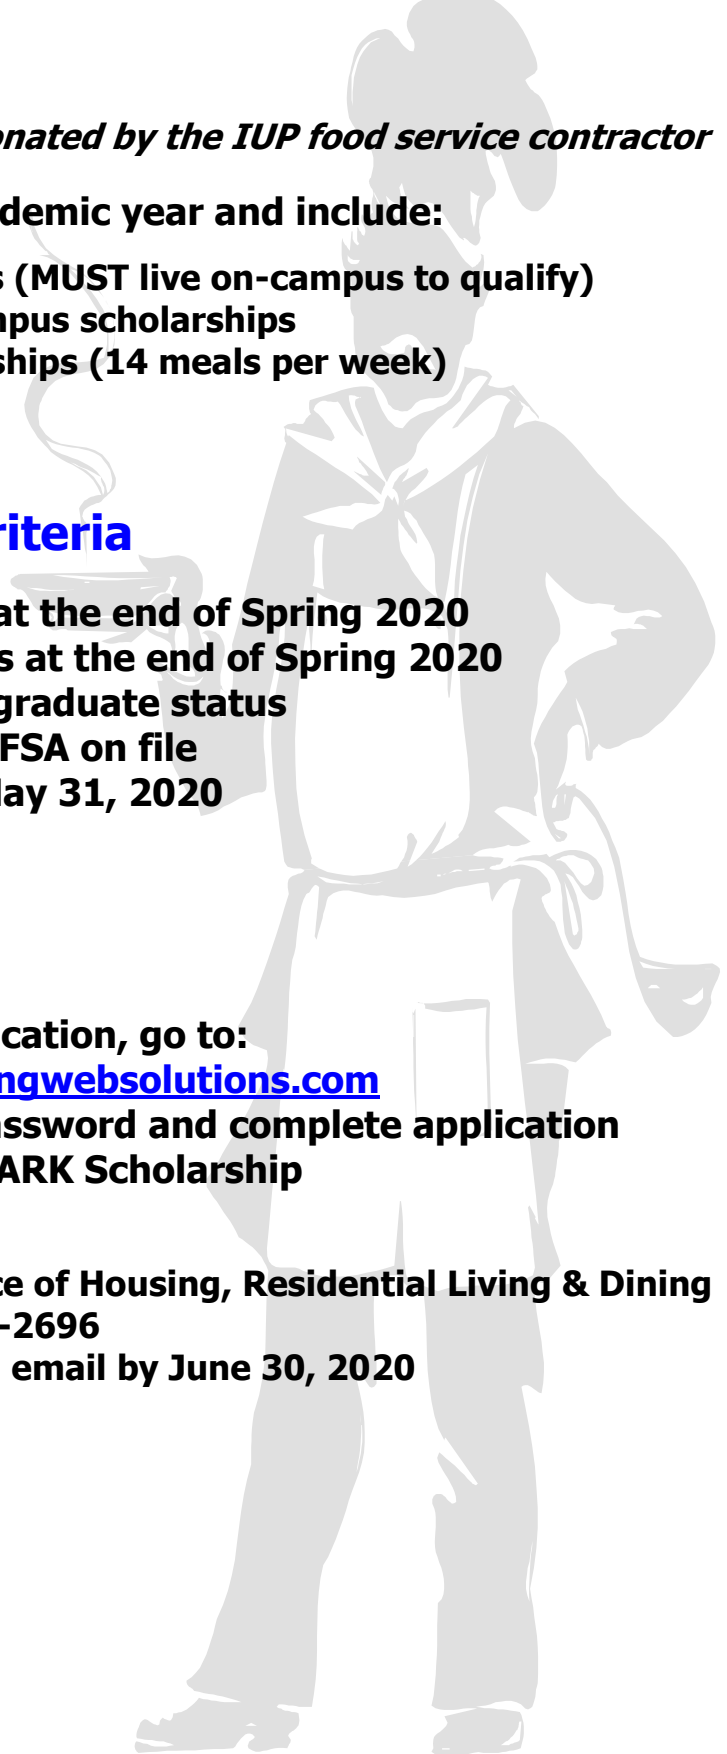 onated by the IUP food service contractor
demic year and include:
s (MUST live on-campus to qualify)
mpus scholarships
ships (14 meals per week)
riteria
at the end of Spring 2020
s at the end of Spring 2020
graduate status
FSA on file
May 31, 2020
cation, go to:
ngwebsolutions.com
assword and complete application
ARK Scholarship
ce of Housing, Residential Living & Dining
-2696
email by June 30, 2020